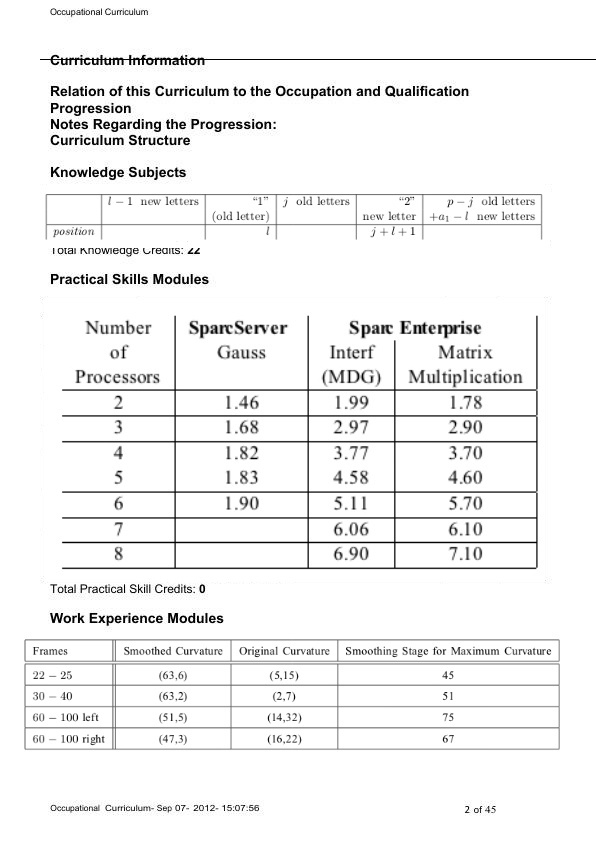 Occupational Curriculum
Curriculum Information
Relation of this Curriculum to the Occupation and Qualification
Progression
Notes Regarding the Progression:
Curriculum Structure
Knowledge Subjects
l − 1 new letters "1" j old letters "2" p − j old letters
(old letter) new letter +a₁ − l new letters
position l j + l + 1
Total Knowledge Credits: 22
Practical Skills Modules
Number SparcServer Sparc Enterprise
of Gauss Interf Matrix
Processors (MDG) Multiplication
2 1.46 1.99 1.78
3 1.68 2.97 2.90
4 1.82 3.77 3.70
5 1.83 4.58 4.60
6 1.90 5.11 5.70
7 6.06 6.10
8 6.90 7.10
Total Practical Skill Credits: 0
Work Experience Modules
Frames Smoothed Curvature Original Curvature Smoothing Stage for Maximum Curvature
22 − 25 (63,6) (5,15) 45
30 − 40 (63,2) (2,7) 51
60 − 100 left (51,5) (14,32) 75
60 − 100 right (47,3) (16,22) 67
Occupational Curriculum- Sep 07- 2012- 15:07:56 2 of 45